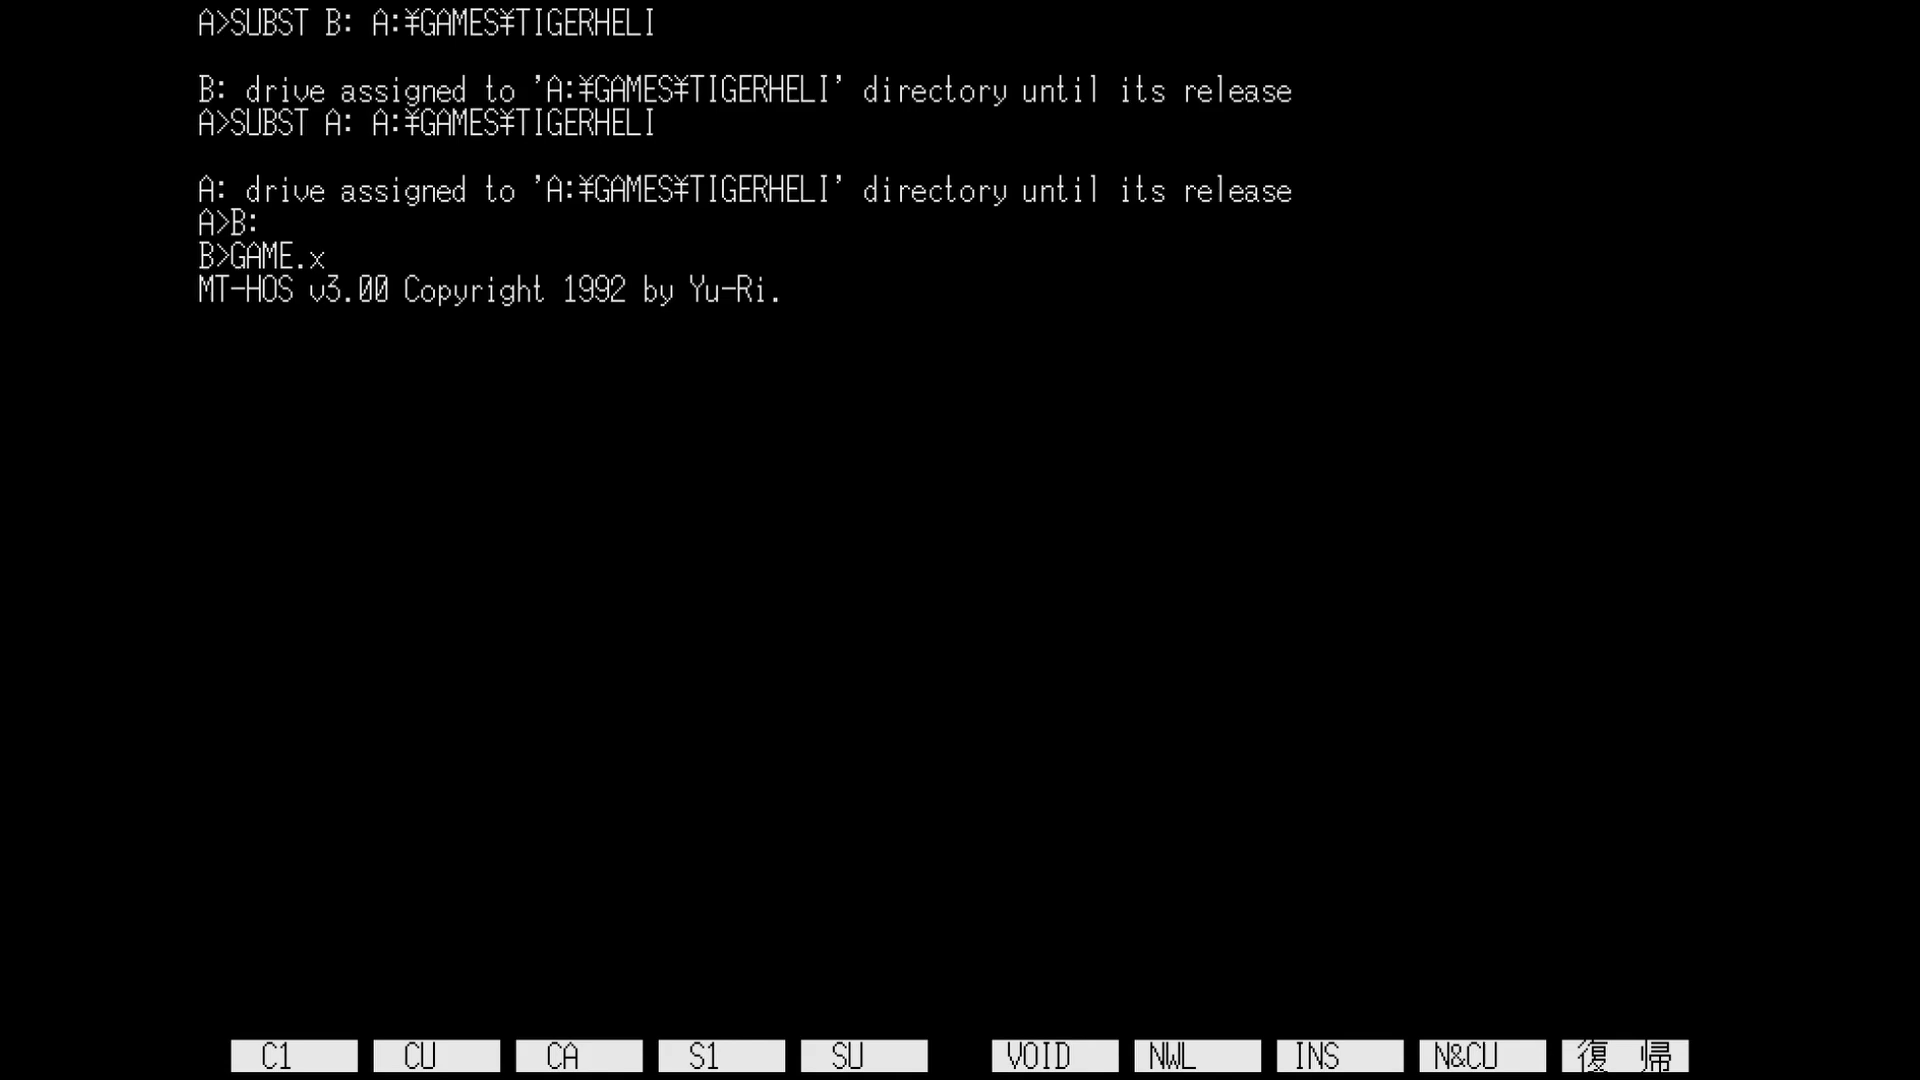 A>SUBST B: A:¥GAMES¥TIGERHELI
B: drive assigned to 'A:¥GAMES¥TIGERHELI' directory until its release
A>SUBST A: A:¥GAMES¥TIGERHELI
A: drive assigned to 'A:¥GAMES¥TIGERHELI' directory until its release
A>B:
B>GAME.x
MT-HOS v3.00 Copyright 1992 by Yu-Ri.
C1 CU CA S1 SU VOID NWL INS N&CU 復 帰